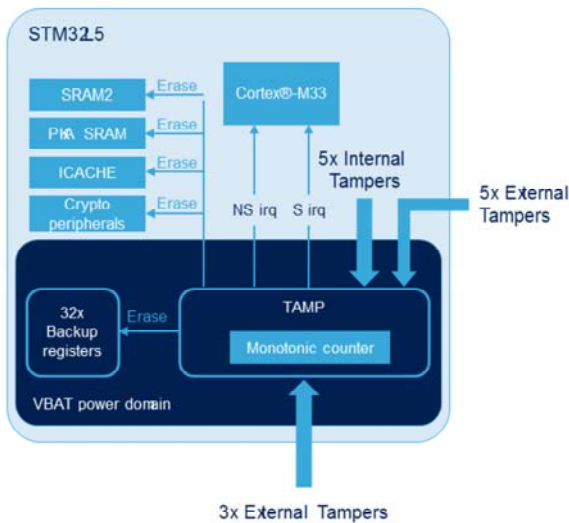 STM32L5
SRAM2
Erase
Cortex®-M33
PKA SRAM
Erase
ICACHE
Erase
Crypto
peripherals
Erase
NS irq
S irq
5x Internal
Tampers
5x External
Tampers
32x
Backup
registers
Erase
TAMP
Monotonic counter
VBAT power domain
3x External Tampers